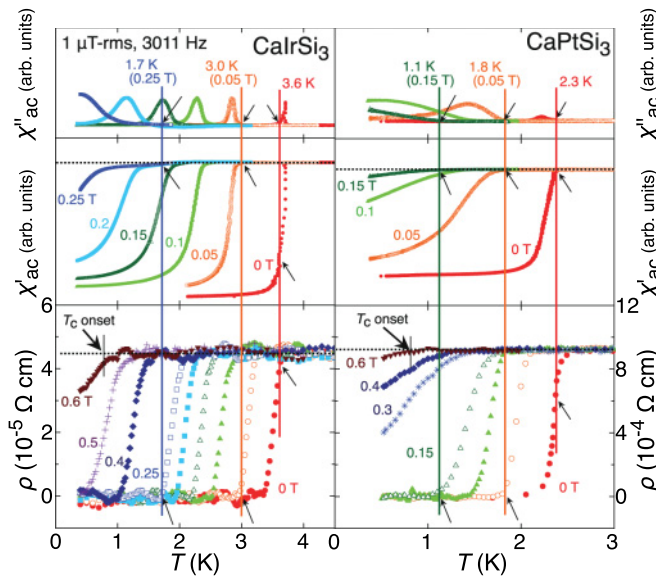 1 μT-rms, 3011 Hz
CaIrSi3
CaPtSi3
χ''ac (arb. units)
χ''ac (arb. units)
1.7 K
(0.25 T)
3.0 K
(0.05 T)
3.6 K
1.1 K
(0.15 T)
1.8 K
(0.05 T)
2.3 K
χ'ac (arb. units)
χ'ac (arb. units)
0.25 T
0.2
0.15
0.1
0.05
0 T
0.15 T
0.1
0.05
0 T
6
4
2
0
ρ (10-5 Ω cm)
Tc onset
0.6 T
0.5
0.4
0.25
0 T
Tc onset
0.6 T
0.4
0.3
0.15
0 T
12
8
4
0
ρ (10-4 Ω cm)
0 1 2 3 4 0 1 2 3
T (K)
T (K)